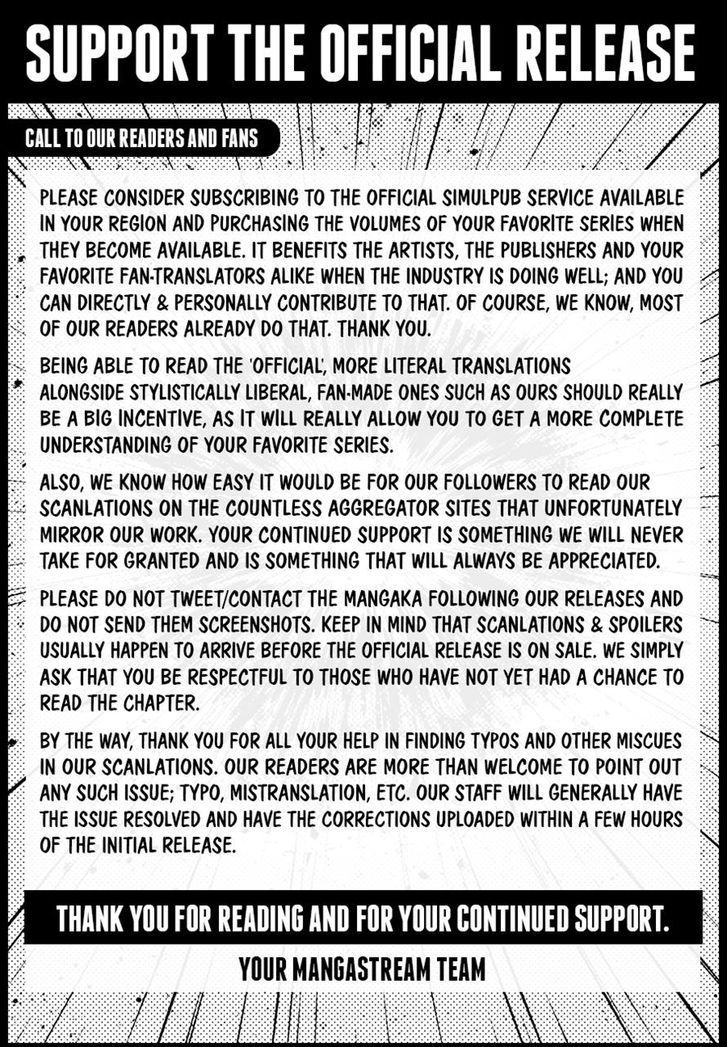 SUPPORT THE OFFICIAL RELEASE
CALL TO OUR READERS AND FANS
PLEASE CONSIDER SUBSCRIBING TO THE OFFICIAL SIMULPUB SERVICE AVAILABLE
IN YOUR REGION AND PURCHASING THE VOLUMES OF YOUR FAVORITE SERIES WHEN
THEY BECOME AVAILABLE. IT BENEFITS THE ARTISTS, THE PUBLISHERS AND YOUR
FAVORITE FAN-TRANSLATORS ALIKE WHEN THE INDUSTRY IS DOING WELL; AND YOU
CAN DIRECTLY & PERSONALLY CONTRIBUTE TO THAT. OF COURSE, WE KNOW, MOST
OF OUR READERS ALREADY DO THAT. THANK YOU.
BEING ABLE TO READ THE 'OFFICIAL', MORE LITERAL TRANSLATIONS
ALONGSIDE STYLISTICALLY LIBERAL, FAN-MADE ONES SUCH AS OURS SHOULD REALLY
BE A BIG INCENTIVE, AS IT WILL REALLY ALLOW YOU TO GET A MORE COMPLETE
UNDERSTANDING OF YOUR FAVORITE SERIES.
ALSO, WE KNOW HOW EASY IT WOULD BE FOR OUR FOLLOWERS TO READ OUR
SCANLATIONS ON THE COUNTLESS AGGREGATOR SITES THAT UNFORTUNATELY
MIRROR OUR WORK. YOUR CONTINUED SUPPORT IS SOMETHING WE WILL NEVER
TAKE FOR GRANTED AND IS SOMETHING THAT WILL ALWAYS BE APPRECIATED.
PLEASE DO NOT TWEET/CONTACT THE MANGAKA FOLLOWING OUR RELEASES AND
DO NOT SEND THEM SCREENSHOTS. KEEP IN MIND THAT SCANLATIONS & SPOILERS
USUALLY HAPPEN TO ARRIVE BEFORE THE OFFICIAL RELEASE IS ON SALE. WE SIMPLY
ASK THAT YOU BE RESPECTFUL TO THOSE WHO HAVE NOT YET HAD A CHANCE TO
READ THE CHAPTER.
BY THE WAY, THANK YOU FOR ALL YOUR HELP IN FINDING TYPOS AND OTHER MISCUES
IN OUR SCANLATIONS. OUR READERS ARE MORE THAN WELCOME TO POINT OUT
ANY SUCH ISSUE; TYPO, MISTRANSLATION, ETC. OUR STAFF WILL GENERALLY HAVE
THE ISSUE RESOLVED AND HAVE THE CORRECTIONS UPLOADED WITHIN A FEW HOURS
OF THE INITIAL RELEASE.
THANK YOU FOR READING AND FOR YOUR CONTINUED SUPPORT.
YOUR MANGASTREAM TEAM